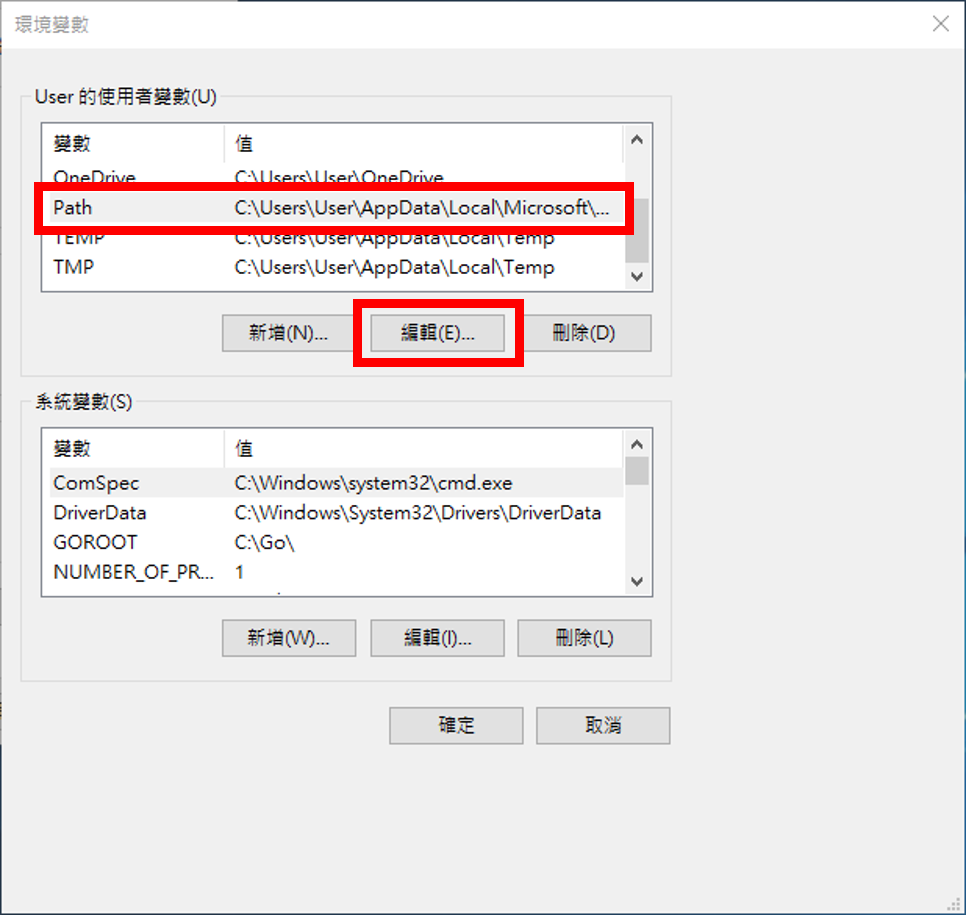 環境變數
User 的使用者變數(U)
變數 值
OneDrive C:\Users\User\OneDrive
Path C:\Users\User\AppData\Local\Microsoft\...
TEMP C:\Users\User\AppData\Local\Temp
TMP C:\Users\User\AppData\Local\Temp
新增(N)... 編輯(E)... 刪除(D)
系統變數(S)
變數 值
ComSpec C:\Windows\system32\cmd.exe
DriverData C:\Windows\System32\Drivers\DriverData
GOROOT C:\Go\
NUMBER_OF_PR... 1
新增(W)... 編輯(I)... 刪除(L)
確定 取消